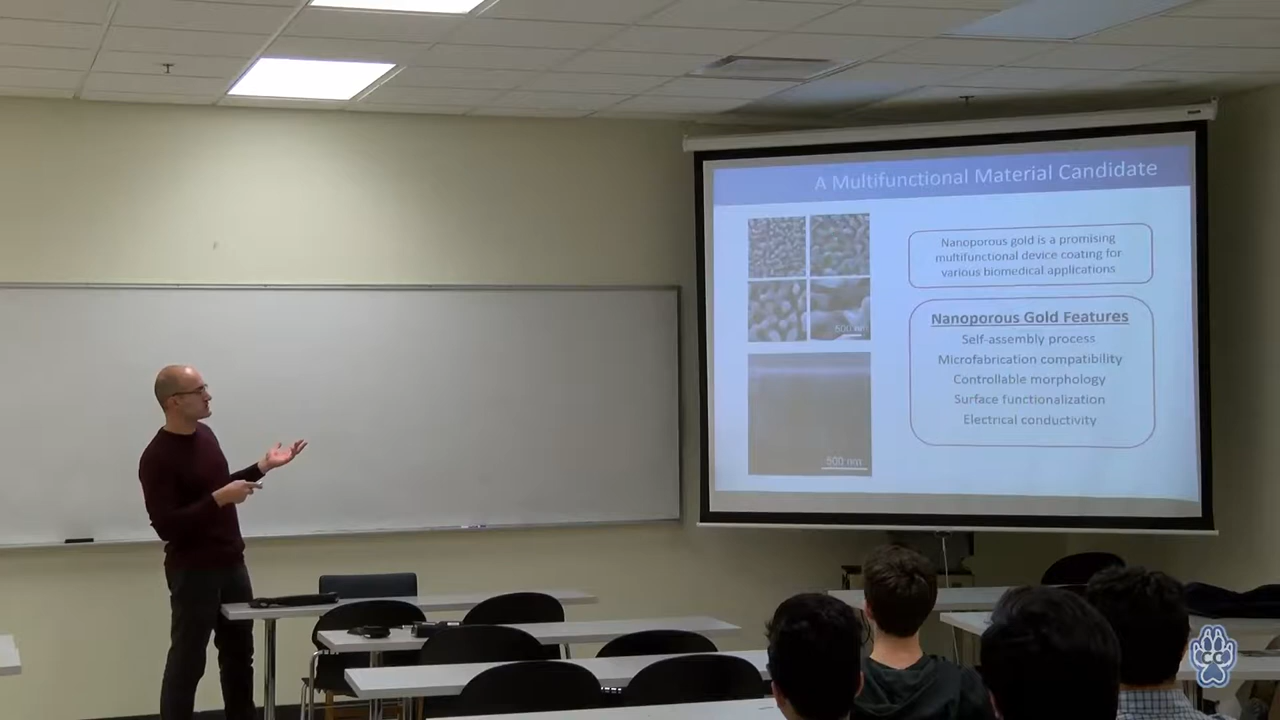 A Multifunctional Material Candidate
Nanoporous gold is a promising
multifunctional device coating for
various biomedical applications
Nanoporous Gold Features
Self-assembly process
Microfabrication compatibility
Controllable morphology
Surface functionalization
Electrical conductivity
500 nm
500 nm
CC